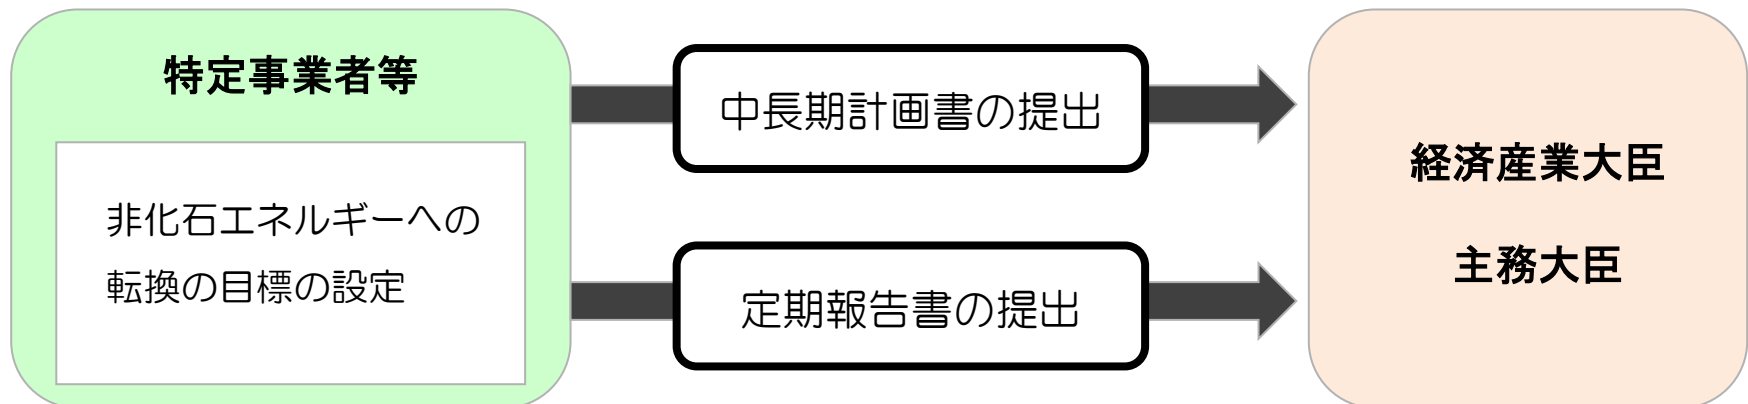 特定事業者等
非化石エネルギーへの
転換の目標の設定
中長期計画書の提出
定期報告書の提出
経済産業大臣
主務大臣